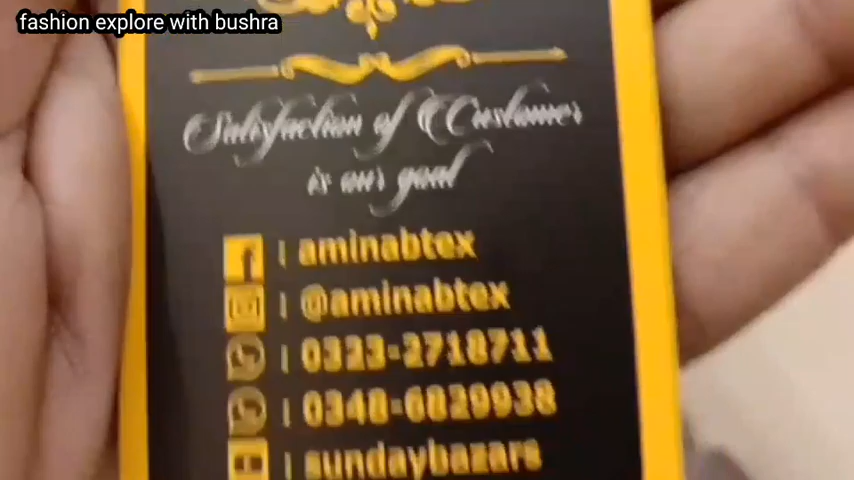 fashion explore with bushra
Satisfaction of Customer
is our goal
f : aminabtex
: @aminabtex
: 0323-2718711
: 0348-6829938
: sundaybazars